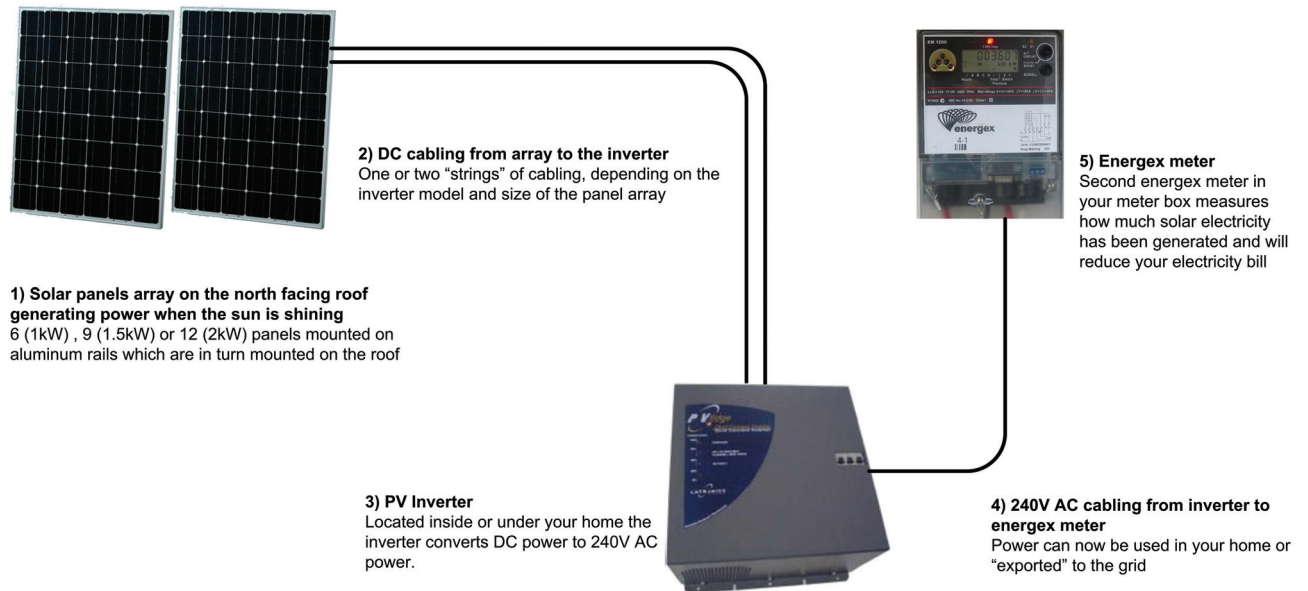 1) Solar panels array on the north facing roof
generating power when the sun is shining
6 (1kW) , 9 (1.5kW) or 12 (2kW) panels mounted on
aluminum rails which are in turn mounted on the roof
2) DC cabling from array to the inverter
One or two “strings” of cabling, depending on the
inverter model and size of the panel array
3) PV Inverter
Located inside or under your home the
inverter converts DC power to 240V AC
power.
PV Edge
LATRONICS
4) 240V AC cabling from inverter to
energex meter
Power can now be used in your home or
“exported” to the grid
5) Energex meter
Second energex meter in
your meter box measures
how much solar electricity
has been generated and will
reduce your electricity bill
003607
energex
4-1